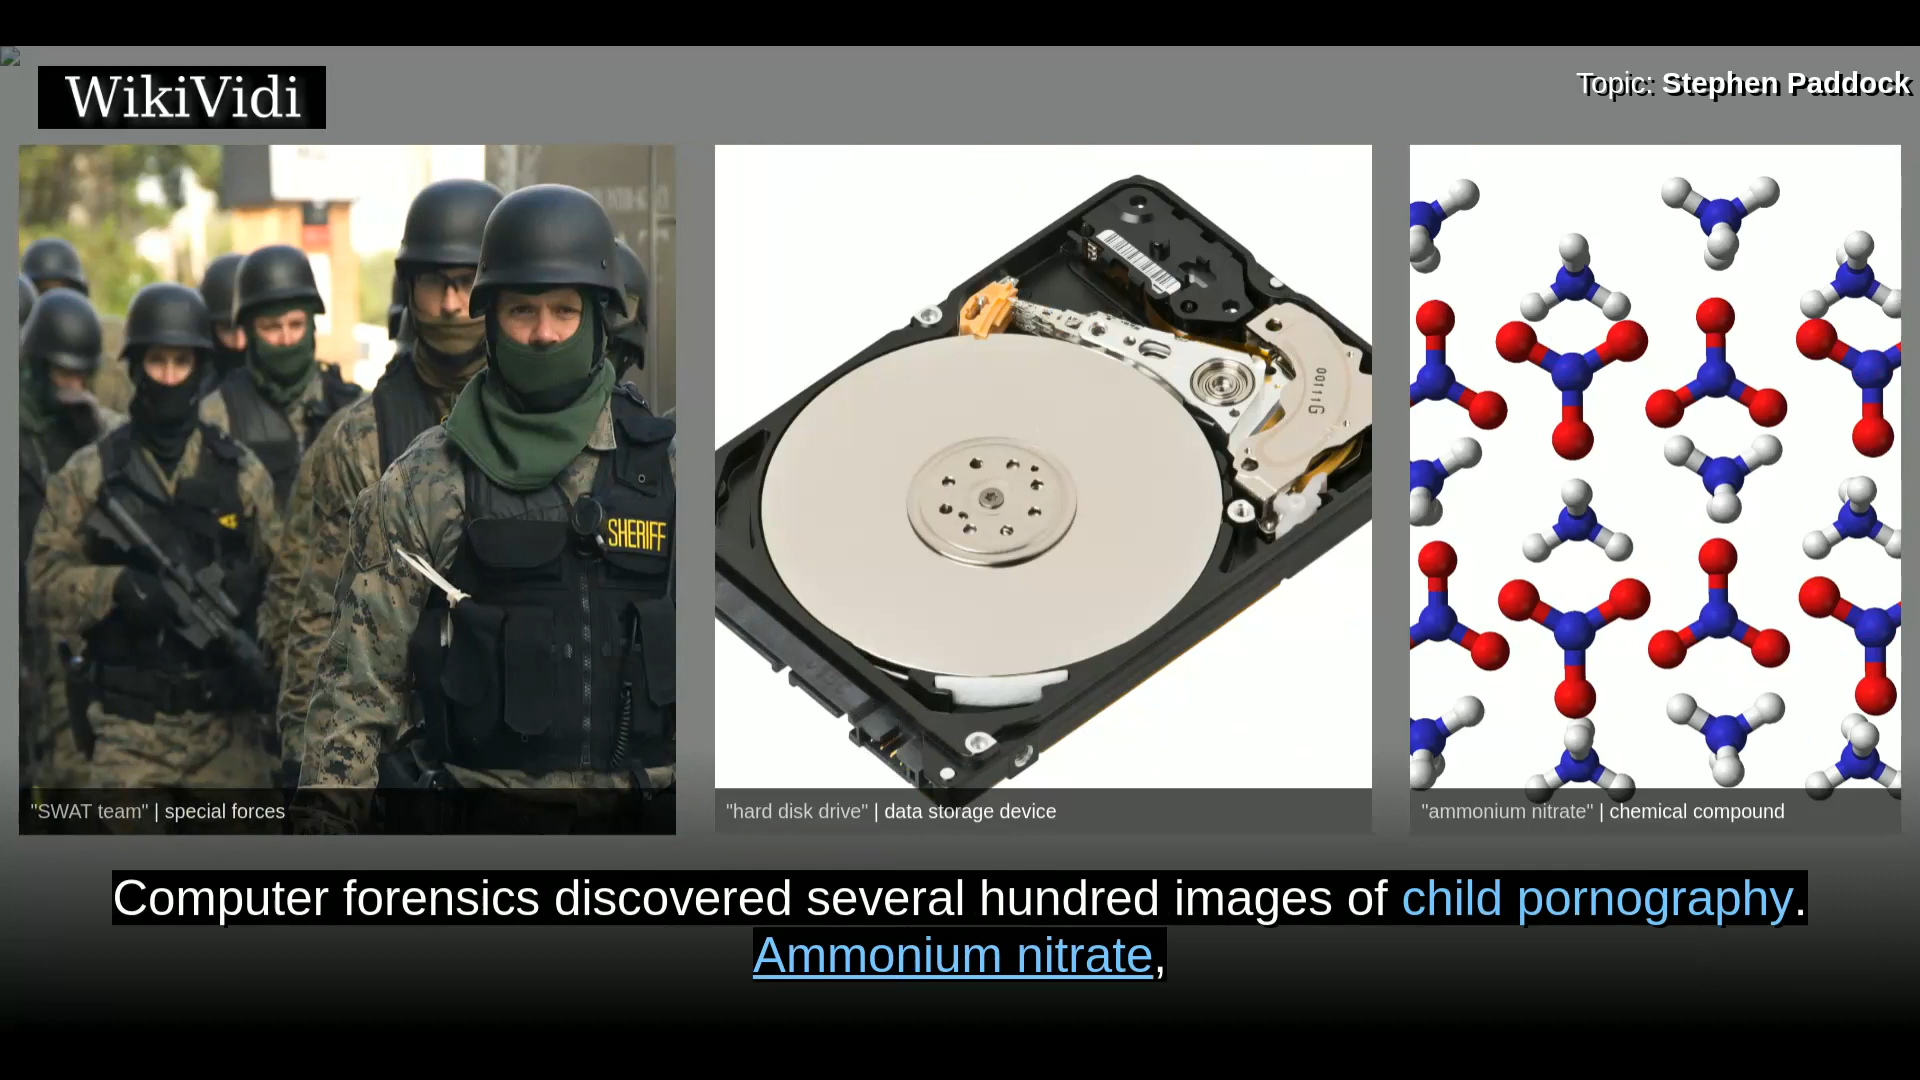 WikiVidi
Topic: Stephen Paddock
SHERIFF
00111G
"SWAT team" | special forces
"hard disk drive" | data storage device
"ammonium nitrate" | chemical compound
Computer forensics discovered several hundred images of child pornography.
Ammonium nitrate,